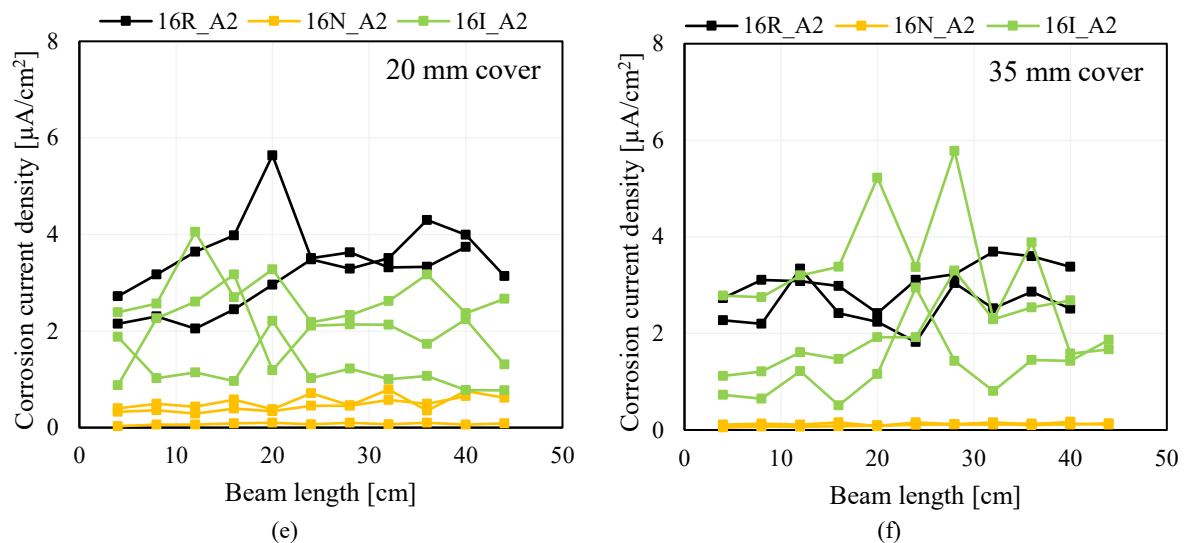 16R_A2 16N_A2 16I_A2
20 mm cover
Corrosion current density [µA/cm²]
8
6
4
2
0
0 10 20 30 40 50
Beam length [cm]
(e)
16R_A2 16N_A2 16I_A2
35 mm cover
Corrosion current density [µA/cm²]
8
6
4
2
0
0 10 20 30 40 50
Beam length [cm]
(f)